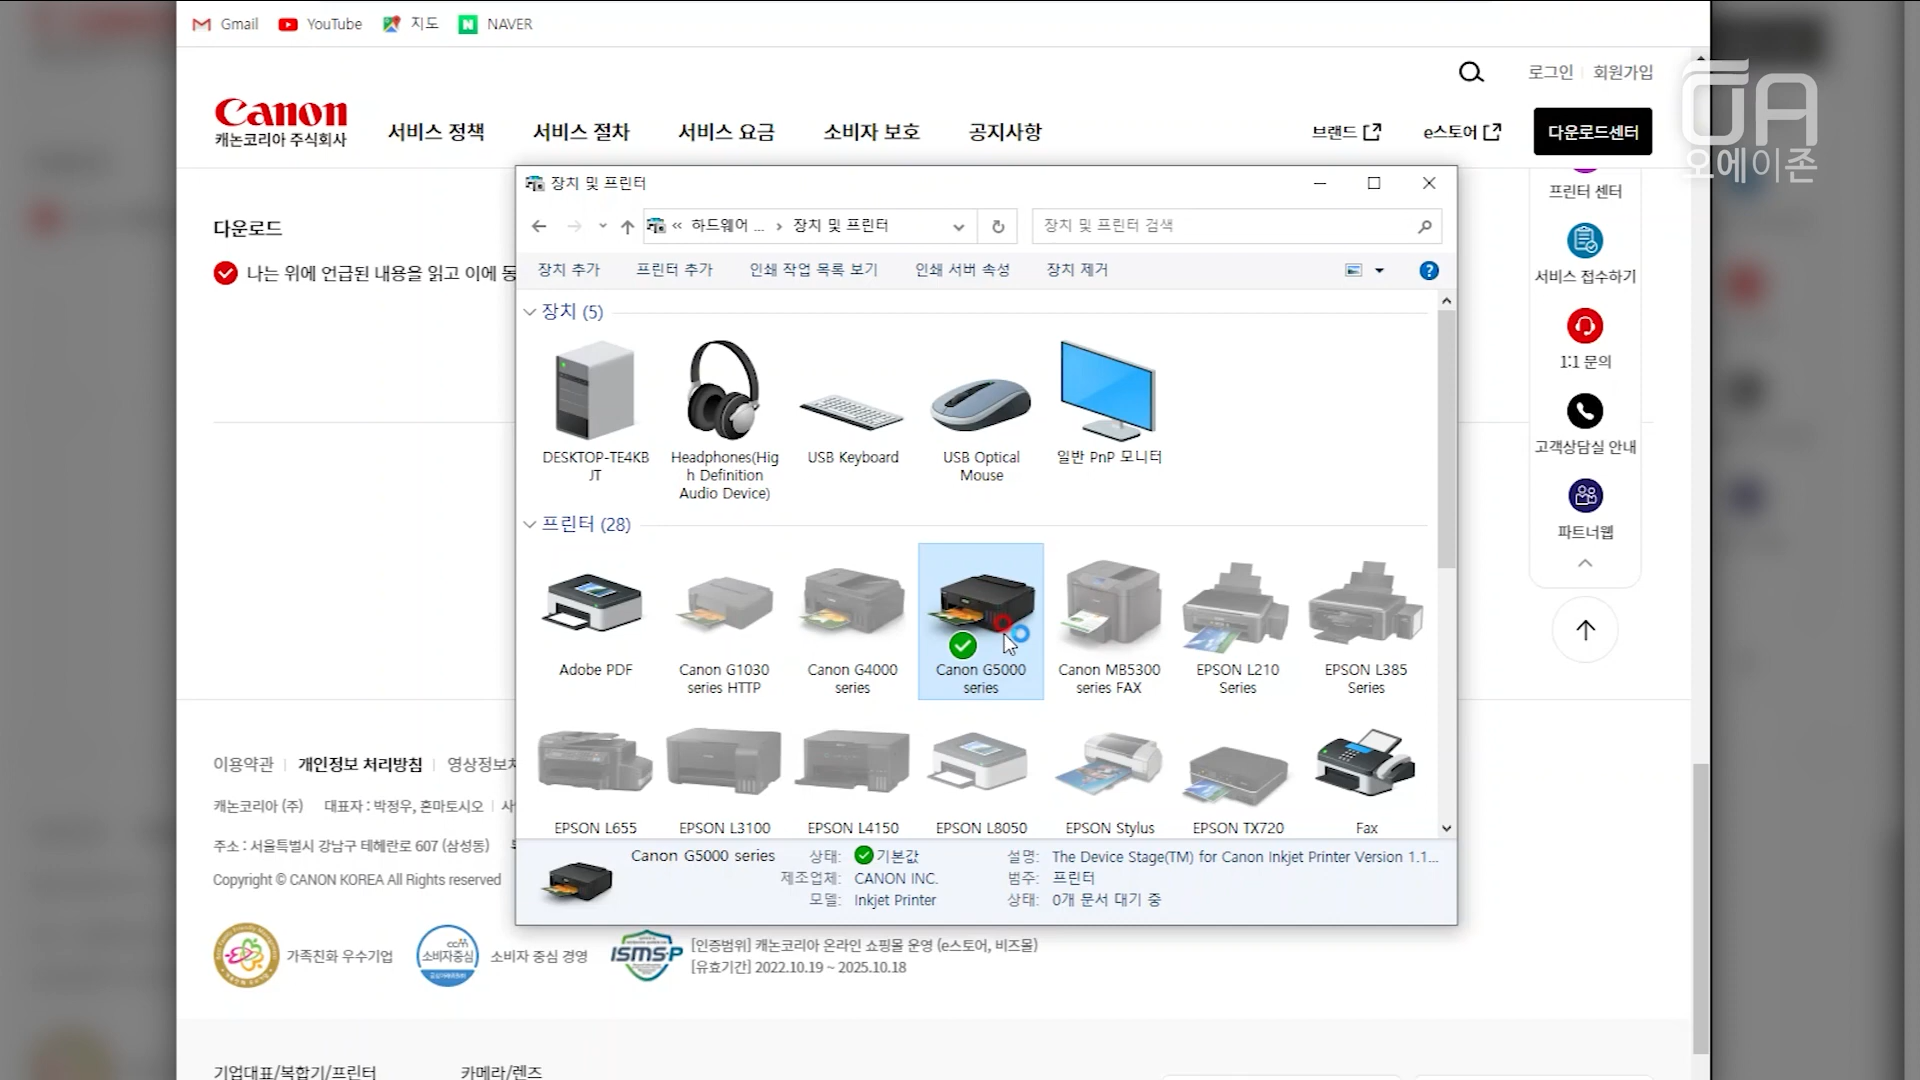 Gmail YouTube 지도 NAVER
로그인 회원가입
Canon
캐논코리아 주식회사
서비스 정책 서비스 절차 서비스 요금 소비자 보호 공지사항
브랜드 e스토어 다운로드센터
OA
오에이존
다운로드
나는 위에 언급된 내용을 읽고 이에 동
장치 및 프린터
« 하드웨어 ... › 장치 및 프린터
장치 및 프린터 검색
장치 추가 프린터 추가 인쇄 작업 목록 보기 인쇄 서버 속성 장치 제거
장치 (5)
DESKTOP-TE4KB
JT
Headphones(Hig
h Definition
Audio Device)
USB Keyboard
USB Optical
Mouse
일반 PnP 모니터
프린터 (28)
Adobe PDF
Canon G1030
series HTTP
Canon G4000
series
Canon G5000
series
Canon MB5300
series FAX
EPSON L210
Series
EPSON L385
Series
EPSON L655
EPSON L3100
EPSON L4150
EPSON L8050
EPSON Stylus
EPSON TX720
Fax
Canon G5000 series
상태: 기본값
제조업체: CANON INC.
모델: Inkjet Printer
설명: The Device Stage(TM) for Canon Inkjet Printer Version 1.1...
범주: 프린터
상태: 0개 문서 대기 중
프린터 센터
서비스 접수하기
1:1 문의
고객상담실 안내
파트너웹
이용약관 개인정보 처리방침 영상정보
캐논코리아 (주) 대표자 : 박정우, 혼마토시오
주소 : 서울특별시 강남구 테헤란로 607 (삼성동)
Copyright © CANON KOREA All Rights reserved
가족친화 우수기업
ccm
소비자중심
소비자 중심 경영
ISMS-P
[인증범위] 캐논코리아 온라인 쇼핑몰 운영 (e스토어, 비즈몰)
[유효기간] 2022.10.19 ~ 2025.10.18
기업대표/복합기/프린터 카메라/렌즈